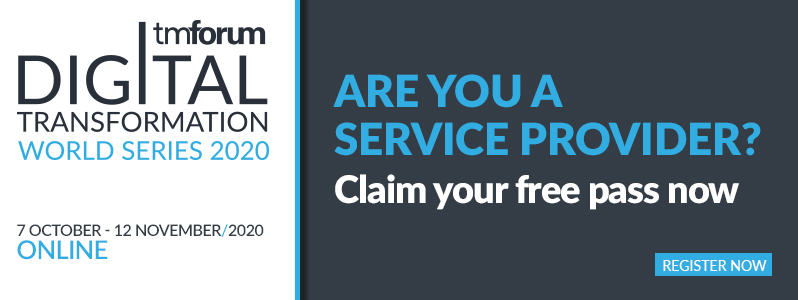 tmforum
DIGITAL
TRANSFORMATION
WORLD SERIES 2020
7 OCTOBER - 12 NOVEMBER/2020
ONLINE
ARE YOU A
SERVICE PROVIDER?
Claim your free pass now
REGISTER NOW